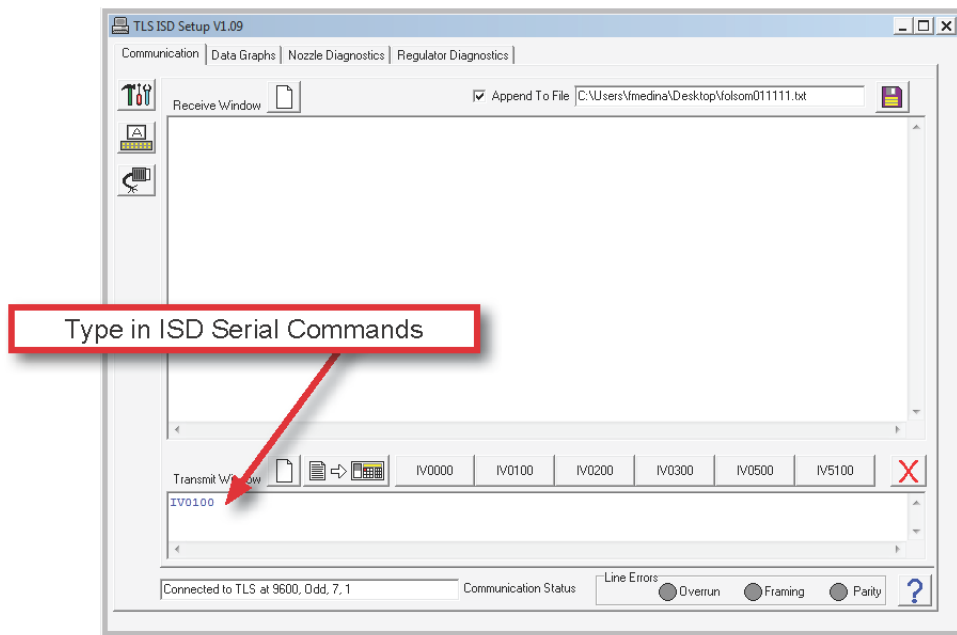 TLS ISD Setup V1.09
Communication Data Graphs Nozzle Diagnostics Regulator Diagnostics
Receive Window Append To File C:\Users\fmedina\Desktop\folsom011111.txt
A
Type in ISD Serial Commands
Transmit Window IV0000 IV0100 IV0200 IV0300 IV0500 IV5100 X
IV0100
Connected to TLS at 9600, Odd, 7, 1 Communication Status Line Errors Overrun Framing Parity ?